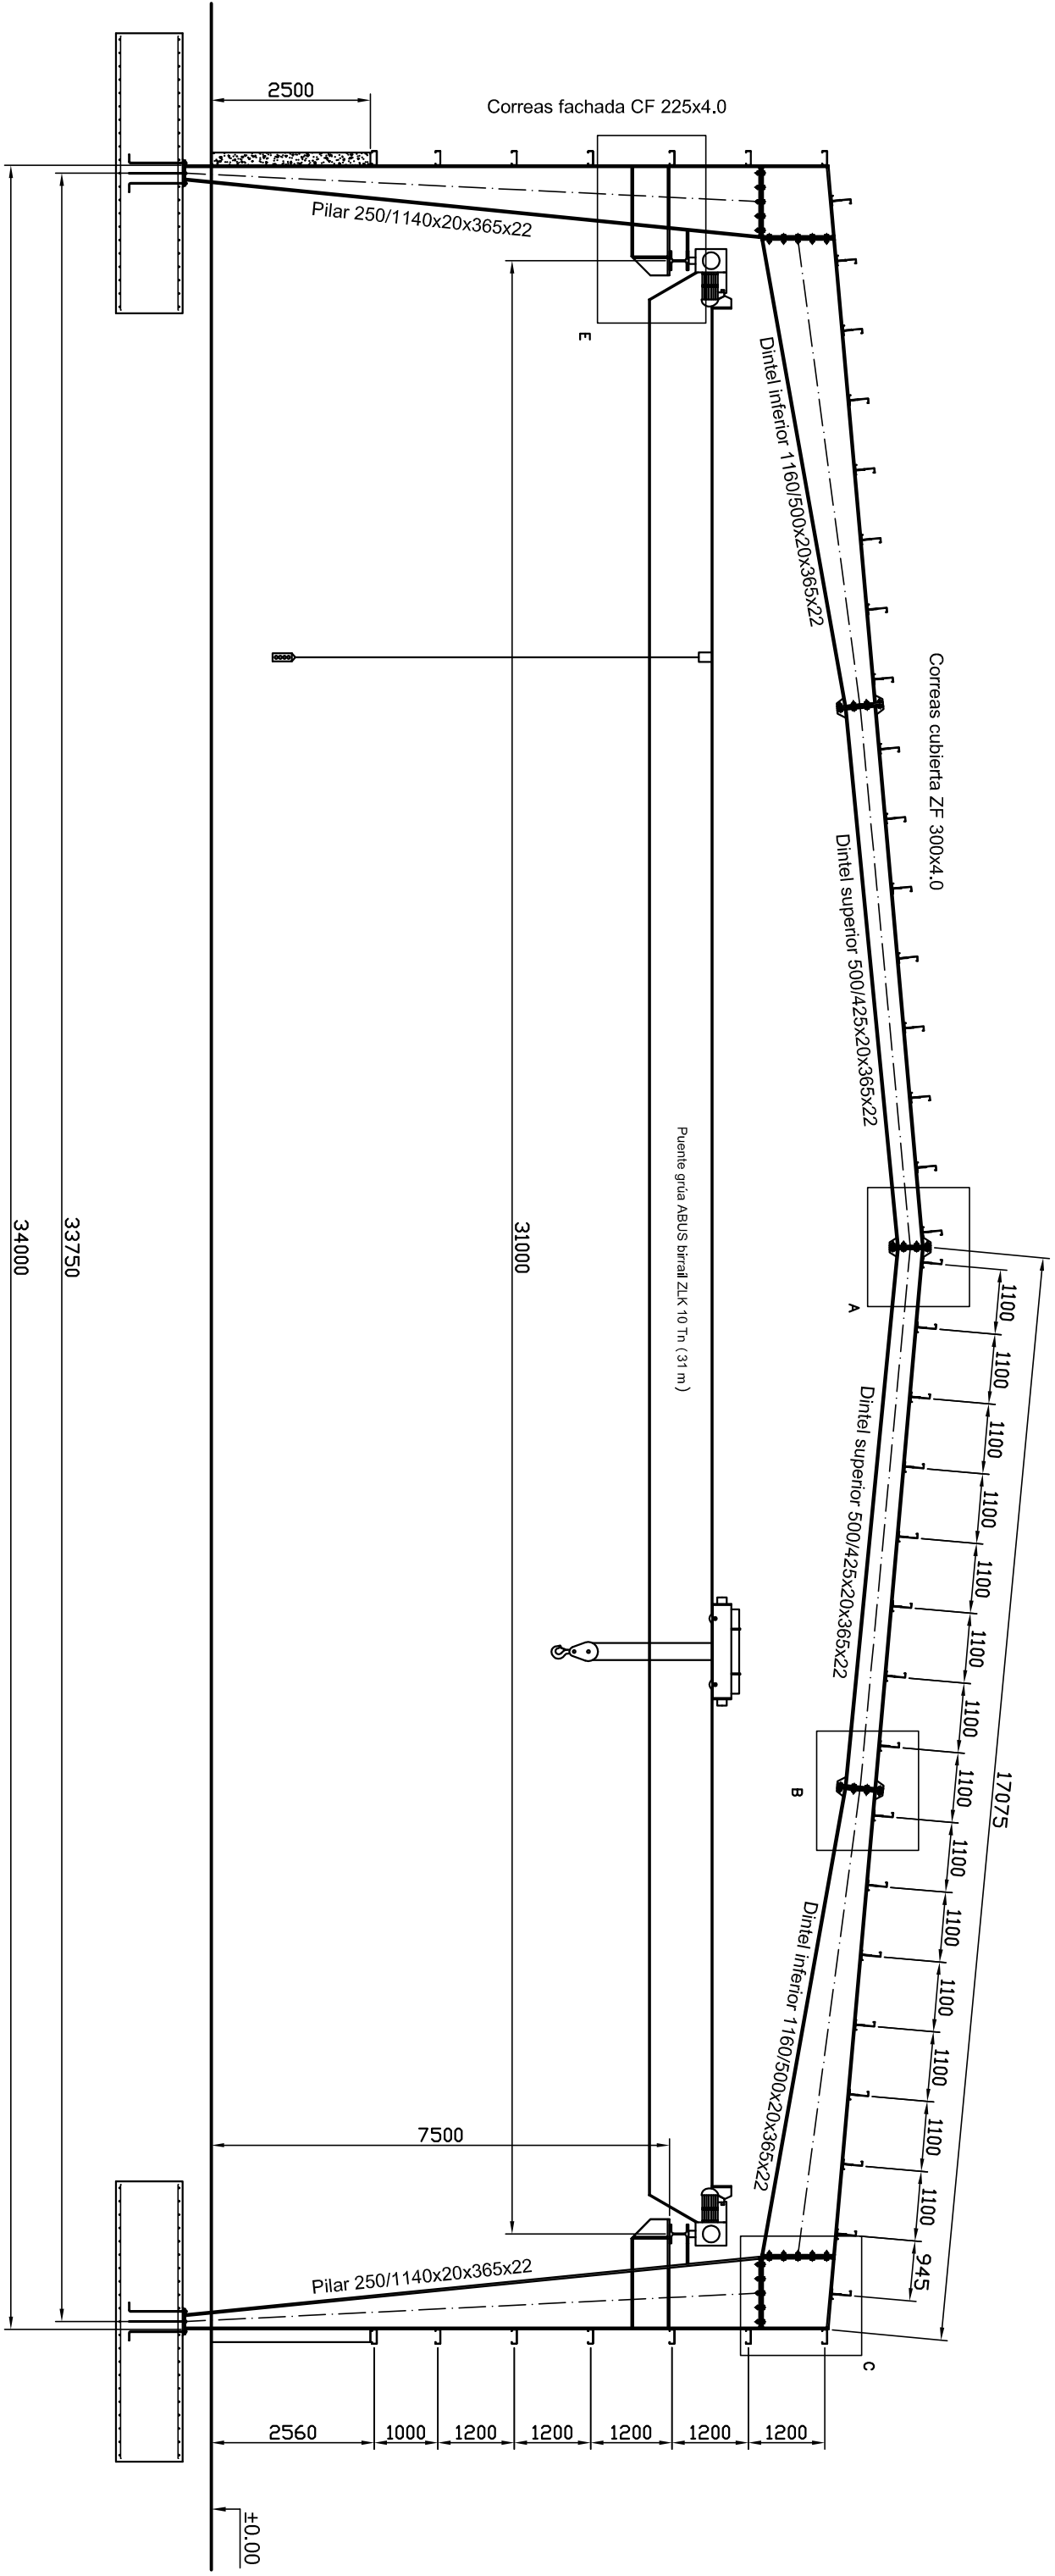 17075
1100
1100
1100
1100
1100
1100
1100
1100
1100
1100
1100
1100
1100
1100
945
Correas cubierta ZF 300x4.0
A
B
C
Dintel superior 500/425x20x365x22
Dintel superior 500/425x20x365x22
Dintel inferior 1160/500x20x365x22
Dintel inferior 1160/500x20x365x22
Correas fachada CF 225x4.0
E
Puente grúa ABUS birrail ZLK 10 Tn ( 31 m )
Pilar 250/1140x20x365x22
Pilar 250/1140x20x365x22
31000
7500
2500
1200
1200
1200
1200
1200
1000
2560
±0.00
33750
34000